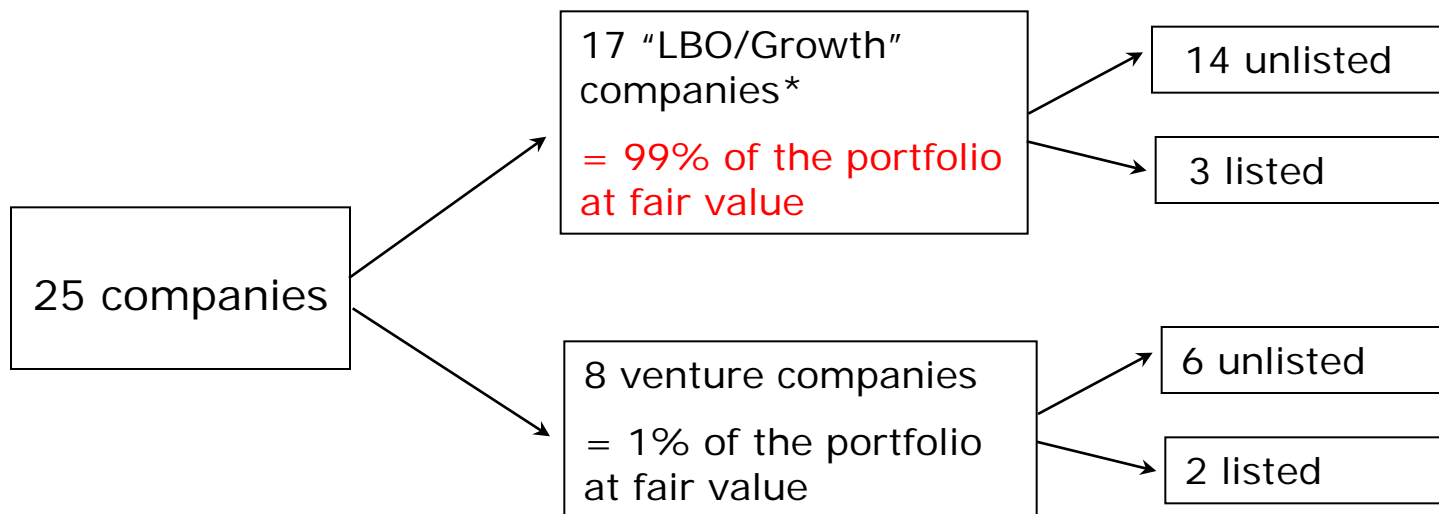 25 companies
17 “LBO/Growth”
companies*
= 99% of the portfolio
at fair value
14 unlisted
3 listed
8 venture companies
= 1% of the portfolio
at fair value
6 unlisted
2 listed